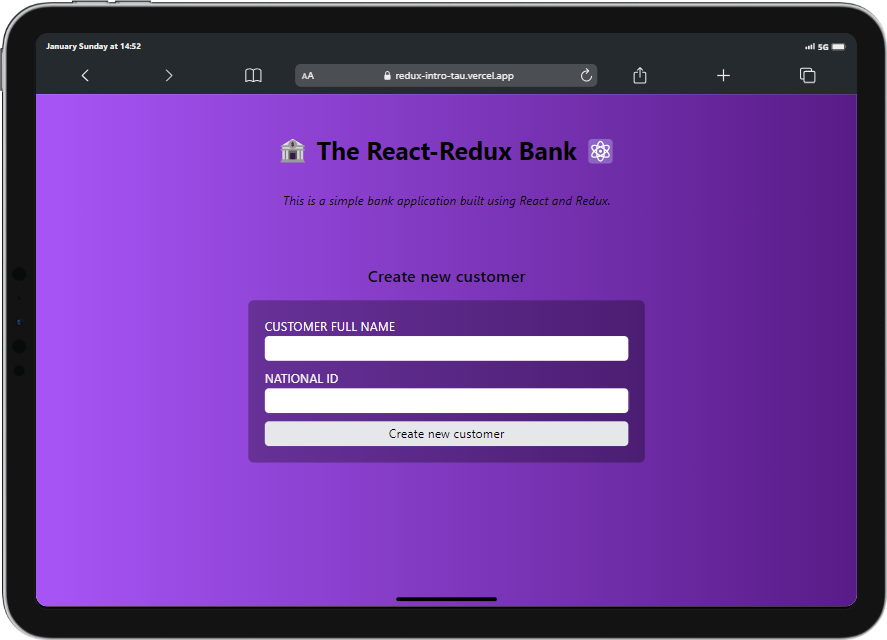 January Sunday at 14:52
5G
AA
redux-intro-tau.vercel.app
The React-Redux Bank
This is a simple bank application built using React and Redux.
Create new customer
CUSTOMER FULL NAME
NATIONAL ID
Create new customer